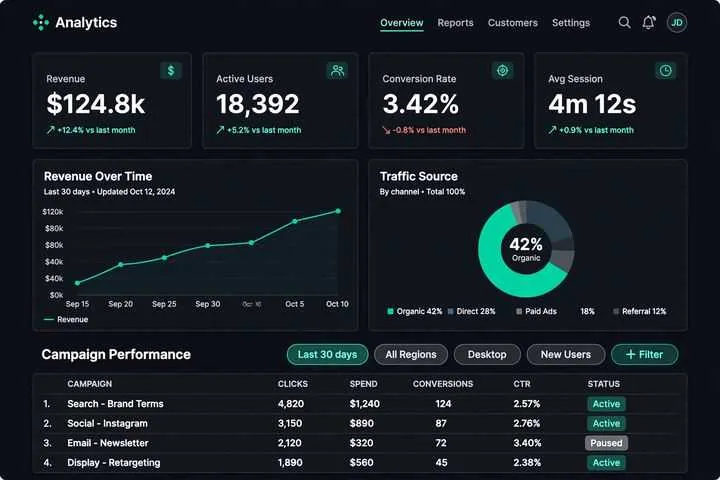 Analytics
Overview Reports Customers Settings JD
Revenue $
$124.8k
+12.4% vs last month
Active Users
18,392
+5.2% vs last month
Conversion Rate
3.42%
-0.8% vs last month
Avg Session
4m 12s
+0.9% vs last month
Revenue Over Time
Last 30 days • Updated Oct 12, 2024
$120k
$80k
$80k
$40k
$40k
$0k
Sep 15 Sep 20 Sep 25 Sep 30 Oct 5 Oct 10
Revenue
Traffic Source
By channel • Total 100%
42%
Organic
Organic 42% Direct 28% Paid Ads 18% Referral 12%
Campaign Performance
Last 30 days All Regions Desktop New Users + Filter
CAMPAIGN CLICKS SPEND CONVERSIONS CTR STATUS
1. Search - Brand Terms 4,820 $1,240 124 2.57% Active
2. Social - Instagram 3,150 $890 87 2.76% Active
3. Email - Newsletter 2,120 $320 72 3.40% Paused
4. Display - Retargeting 1,890 $560 45 2.38% Active